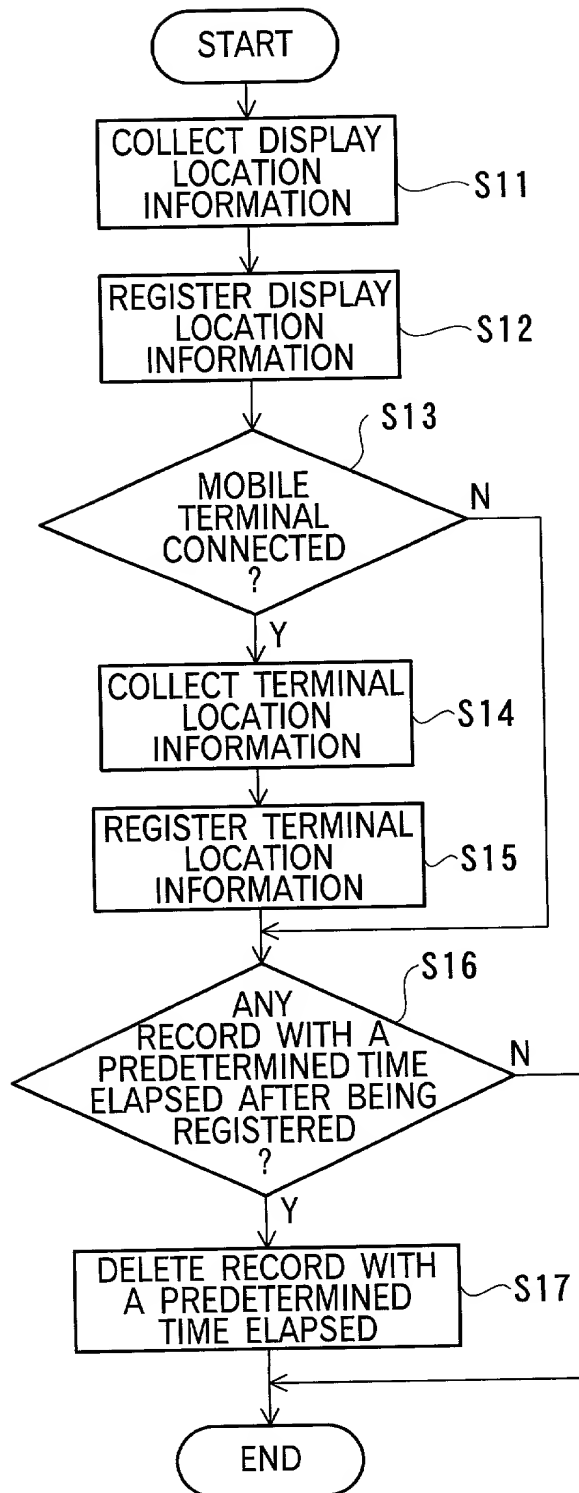 START
COLLECT DISPLAY
LOCATION
INFORMATION
S11
REGISTER DISPLAY
LOCATION
INFORMATION
S12
S13
MOBILE
TERMINAL
CONNECTED
?
N
Y
COLLECT TERMINAL
LOCATION
INFORMATION
S14
REGISTER TERMINAL
LOCATION
INFORMATION
S15
S16
ANY
RECORD WITH A
PREDETERMINED TIME
ELAPSED AFTER BEING
REGISTERED
?
N
Y
DELETE RECORD WITH
A PREDETERMINED
TIME ELAPSED
S17
END